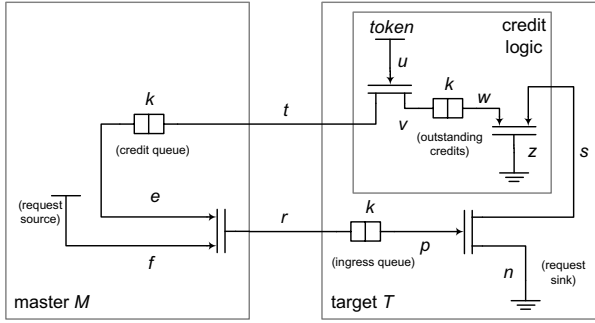 token
credit
logic
u
k
k
w
t
v
(credit queue)
(outstanding
credits)
z
s
e
(request
source)
r
k
f
(ingress queue)
p
n
(request
sink)
master M
target T